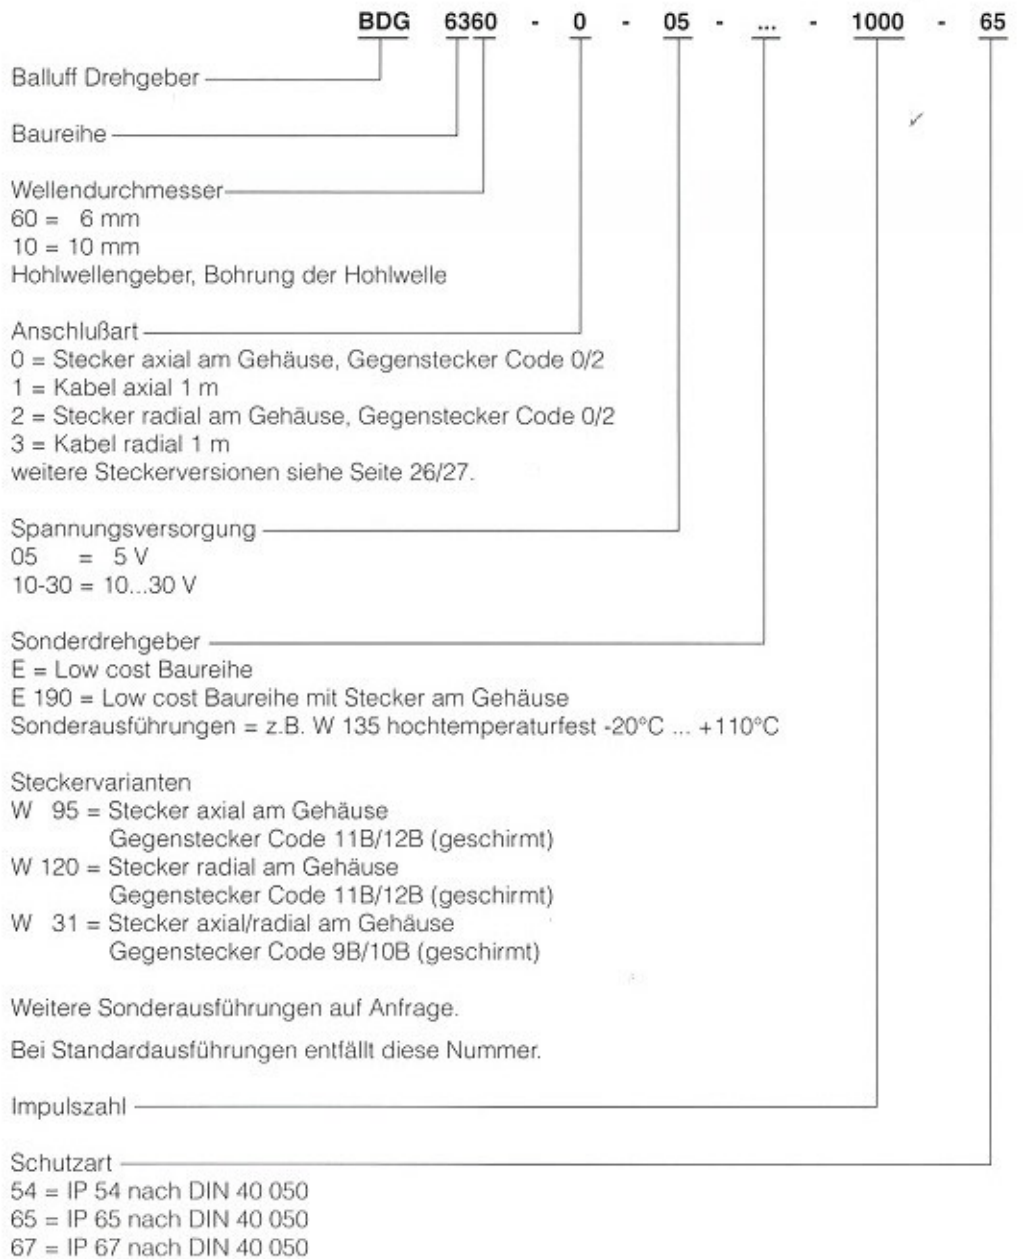 BDG 6360 - 0 - 05 - ... - 1000 - 65
Balluff Drehgeber
Baureihe
Wellendurchmesser
60 = 6 mm
10 = 10 mm
Hohlwellengeber, Bohrung der Hohlwelle
Anschlußart
0 = Stecker axial am Gehäuse, Gegenstecker Code 0/2
1 = Kabel axial 1 m
2 = Stecker radial am Gehäuse, Gegenstecker Code 0/2
3 = Kabel radial 1 m
weitere Steckerversionen siehe Seite 26/27.
Spannungsversorgung
05 = 5 V
10-30 = 10...30 V
Sonderdrehgeber
E = Low cost Baureihe
E 190 = Low cost Baureihe mit Stecker am Gehäuse
Sonderausführungen = z.B. W 135 hochtemperaturfest -20°C ... +110°C
Steckervarianten
W 95 = Stecker axial am Gehäuse
Gegenstecker Code 11B/12B (geschirmt)
W 120 = Stecker radial am Gehäuse
Gegenstecker Code 11B/12B (geschirmt)
W 31 = Stecker axial/radial am Gehäuse
Gegenstecker Code 9B/10B (geschirmt)
Weitere Sonderausführungen auf Anfrage.
Bei Standardausführungen entfällt diese Nummer.
Impulszahl
Schutzart
54 = IP 54 nach DIN 40 050
65 = IP 65 nach DIN 40 050
67 = IP 67 nach DIN 40 050